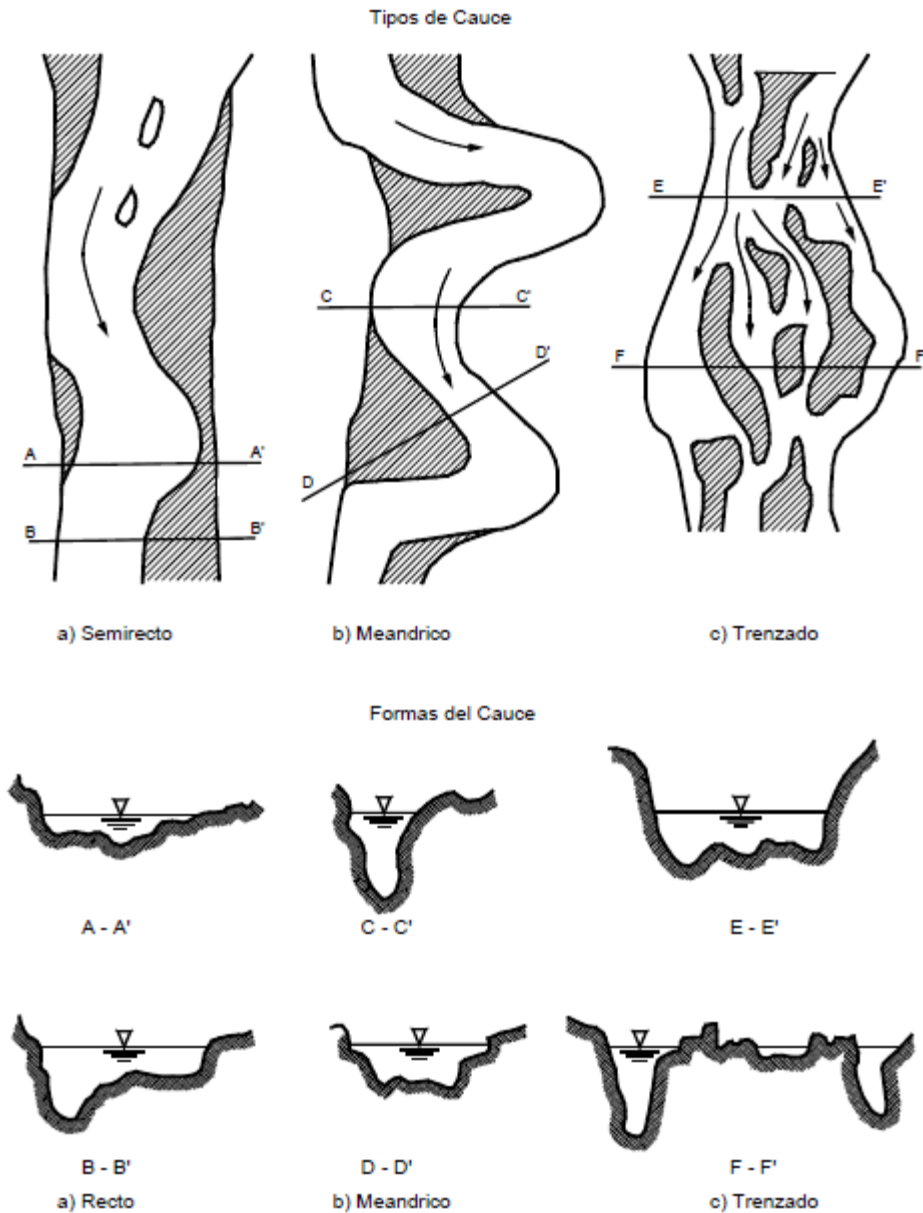 Tipos de Cauce
E E'
C C'
D'
F F
A A'
D
B B'
a) Semirecto b) Meandrico c) Trenzado
Formas del Cauce
A - A' C - C' E - E'
B - B' D - D' F - F'
a) Recto b) Meandrico c) Trenzado